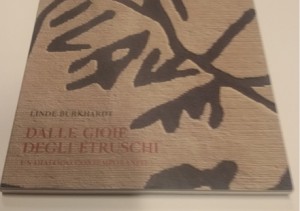 LINDE BURKHARDT
DALLE GIOIE
DEGLI ETRUSCHI